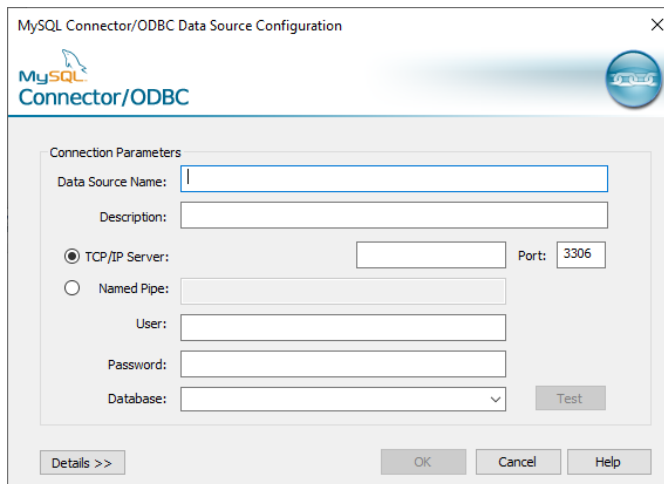 MySQL Connector/ODBC Data Source Configuration
MySQL
Connector/ODBC
Connection Parameters
Data Source Name:
Description:
TCP/IP Server: Port: 3306
Named Pipe:
User:
Password:
Database: Test
Details >> OK Cancel Help